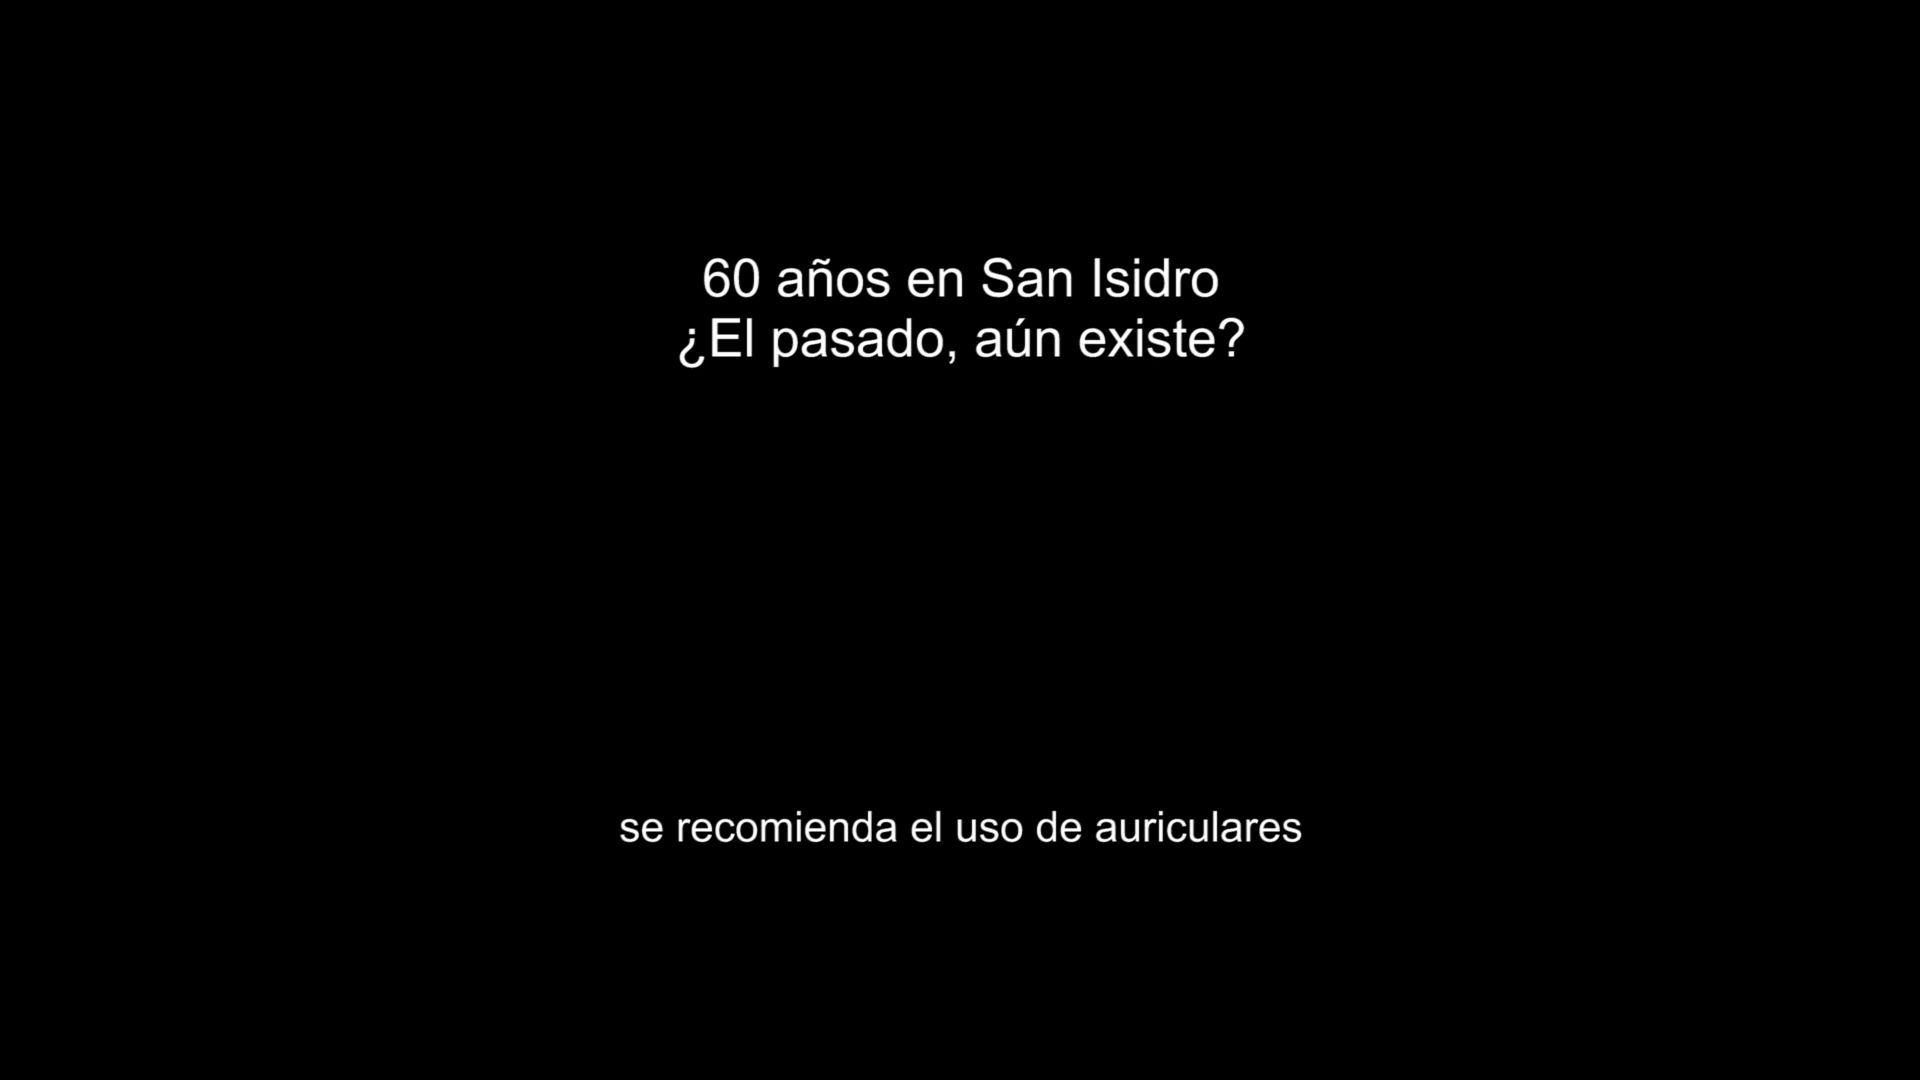 60 años en San Isidro
¿El pasado, aún existe?
se recomienda el uso de auriculares